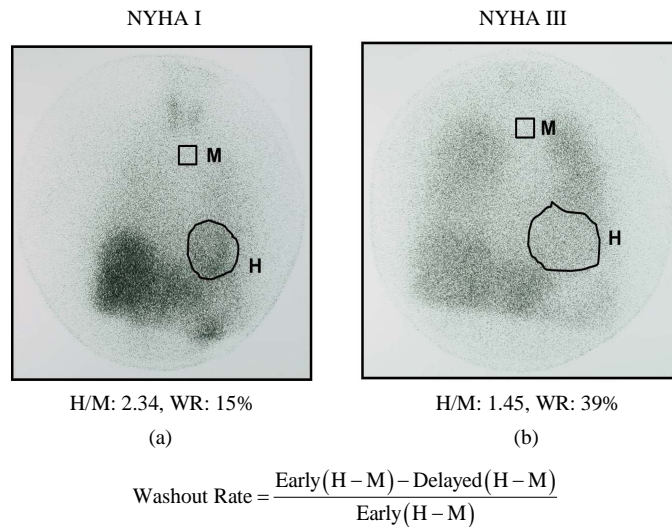 NYHA I
NYHA III
M
H
M
H
H/M: 2.34, WR: 15%
H/M: 1.45, WR: 39%
(a)
(b)
Washout Rate = Early(H − M) − Delayed(H − M) / Early(H − M)